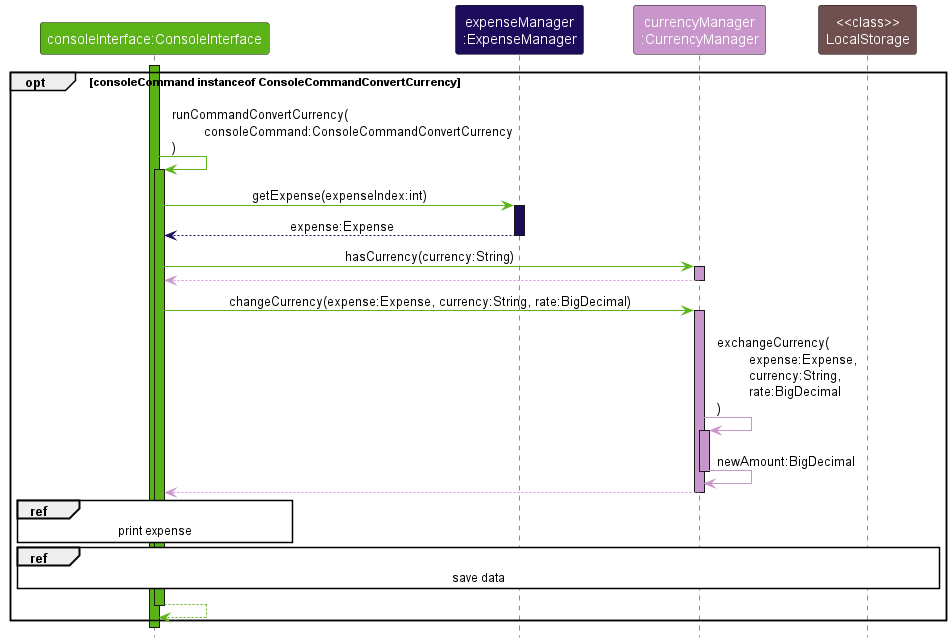 consoleInterface:ConsoleInterface
expenseManager
:ExpenseManager
currencyManager
:CurrencyManager
<<class>>
LocalStorage
opt
[consoleCommand instanceof ConsoleCommandConvertCurrency]
runCommandConvertCurrency(
consoleCommand:ConsoleCommandConvertCurrency
)
getExpense(expenseIndex:int)
expense:Expense
hasCurrency(currency:String)
changeCurrency(expense:Expense, currency:String, rate:BigDecimal)
exchangeCurrency(
expense:Expense,
currency:String,
rate:BigDecimal
)
newAmount:BigDecimal
ref
print expense
ref
save data